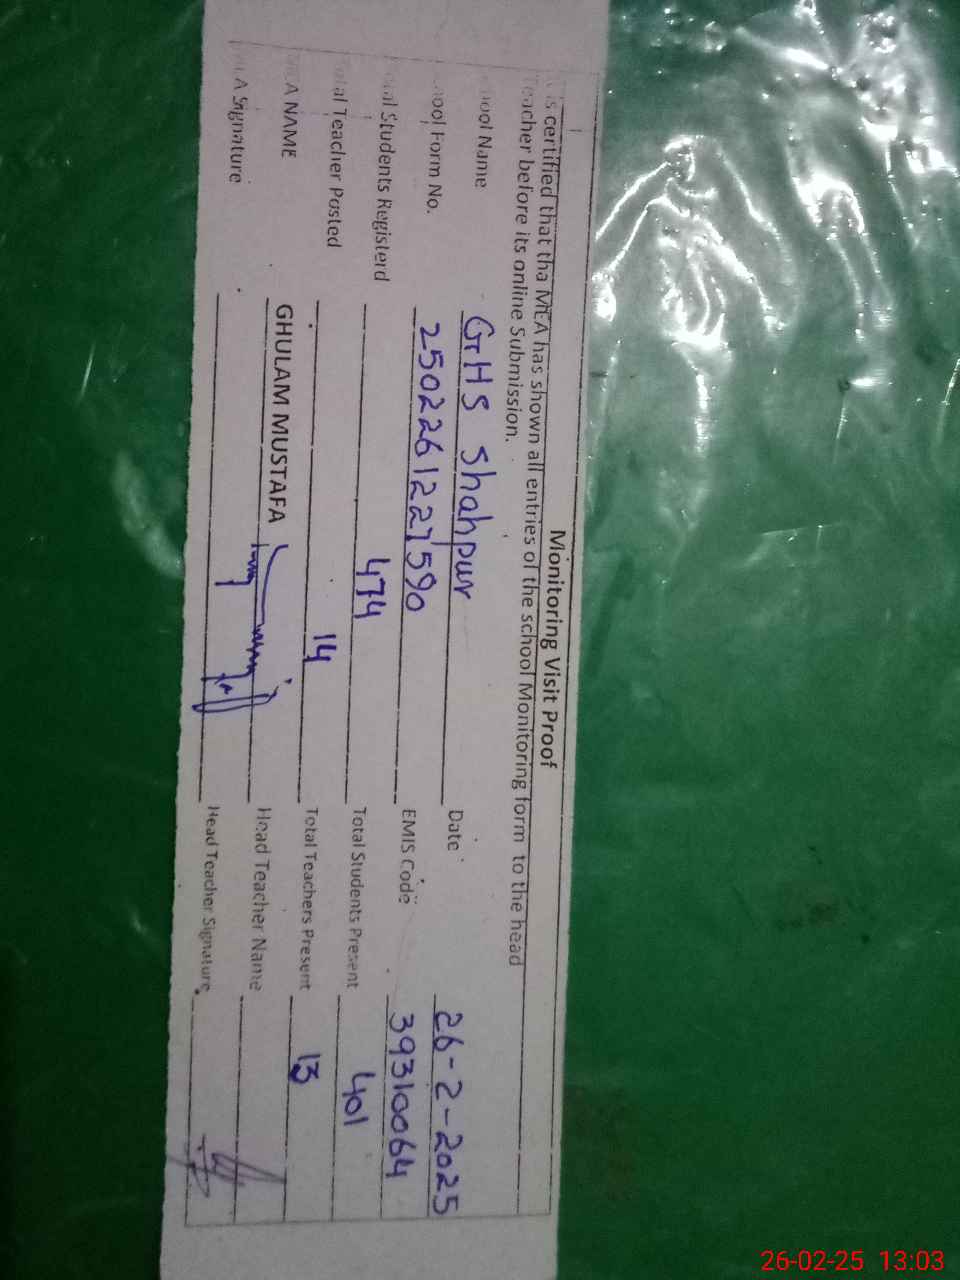 Monitoring Visit Proof
is certified that tha MEA has shown all entries of the school Monitoring form to the head
Teacher before its online Submission.
School Name GHS Shahpur Date 26-2-2025
School Form No. 2502261227590 EMIS Code 39310064
Total Students Registerd 474 Total Students Present 401
Total Teacher Posted 14 Total Teachers Present 13
MEA NAME GHULAM MUSTAFA Head Teacher Name
MEA Signature Head Teacher Signature
26-02-25 13:03